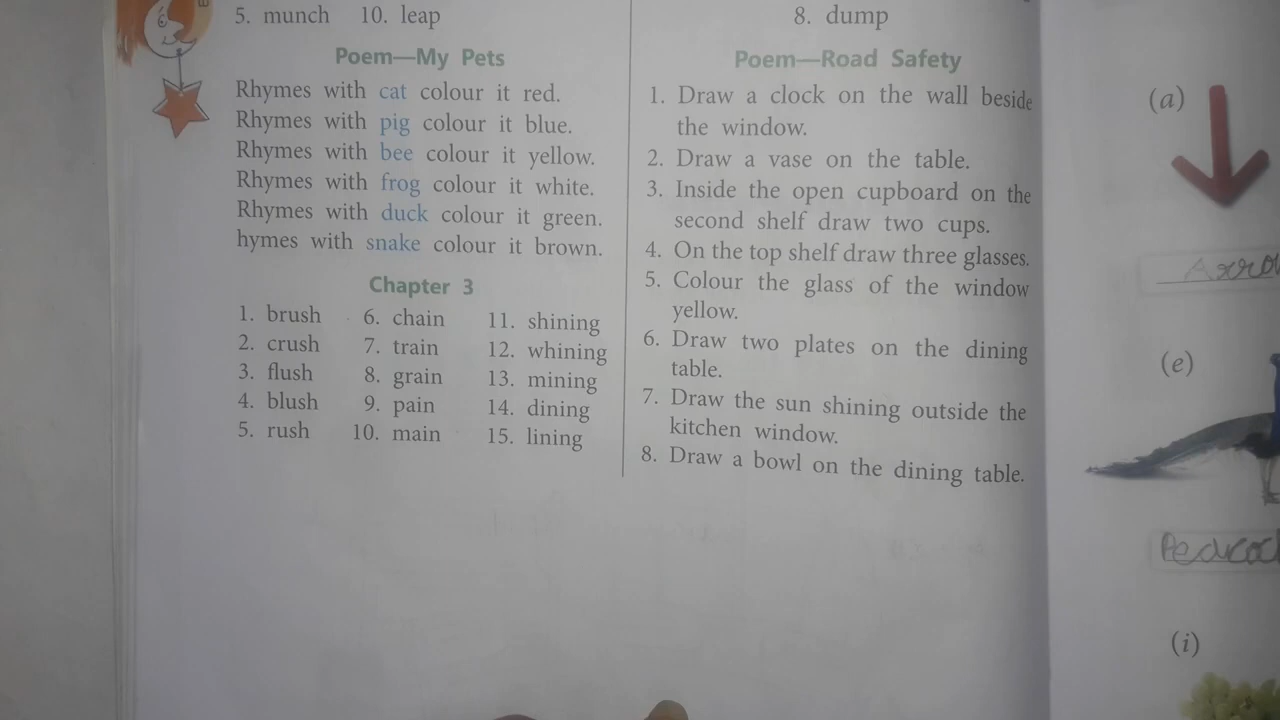 5. munch 10. leap
Poem—My Pets
Rhymes with cat colour it red.
Rhymes with pig colour it blue.
Rhymes with bee colour it yellow.
Rhymes with frog colour it white.
Rhymes with duck colour it green.
hymes with snake colour it brown.
Chapter 3
1. brush 6. chain 11. shining
2. crush 7. train 12. whining
3. flush 8. grain 13. mining
4. blush 9. pain 14. dining
5. rush 10. main 15. lining
8. dump
Poem—Road Safety
1. Draw a clock on the wall beside
the window.
2. Draw a vase on the table.
3. Inside the open cupboard on the
second shelf draw two cups.
4. On the top shelf draw three glasses.
5. Colour the glass of the window
yellow.
6. Draw two plates on the dining
table.
7. Draw the sun shining outside the
kitchen window.
8. Draw a bowl on the dining table.
(a)
(e)
(i)